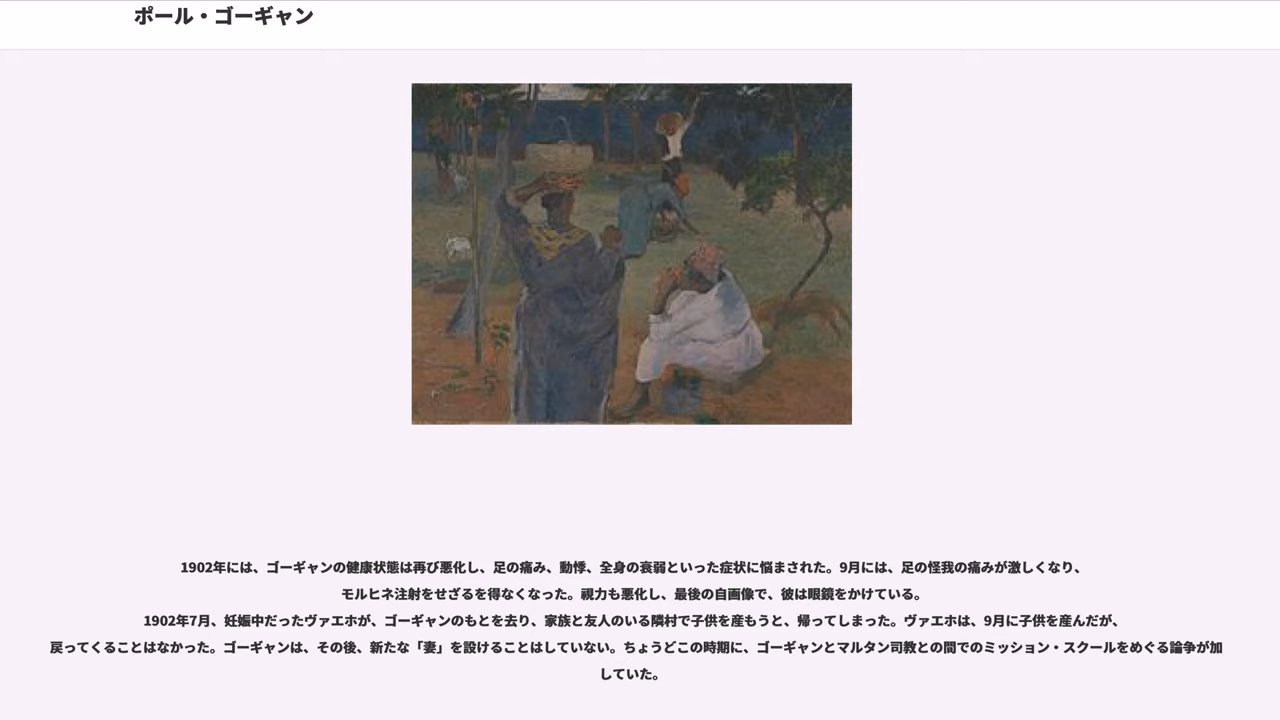 ポール・ゴーギャン
1902年には、ゴーギャンの健康状態は再び悪化し、足の痛み、動悸、全身の衰弱といった症状に悩まされた。9月には、足の怪我の痛みが激しくなり、
モルヒネ注射をせざるを得なくなった。視力も悪化し、最後の自画像で、彼は眼鏡をかけている。
1902年7月、妊娠中だったヴァエホが、ゴーギャンのもとを去り、家族と友人のいる隣村で子供を産もうと、帰ってしまった。ヴァエホは、9月に子供を産んだが、
戻ってくることはなかった。ゴーギャンは、その後、新たな「妻」を設けることはしていない。ちょうどこの時期に、ゴーギャンとマルタン司教との間でのミッション・スクールをめぐる論争が加
していた。